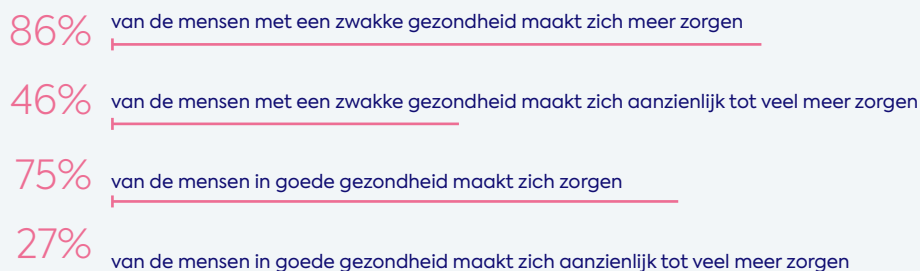 86% van de mensen met een zwakke gezondheid maakt zich meer zorgen
46% van de mensen met een zwakke gezondheid maakt zich aanzienlijk tot veel meer zorgen
75% van de mensen in goede gezondheid maakt zich zorgen
27% van de mensen in goede gezondheid maakt zich aanzienlijk tot veel meer zorgen